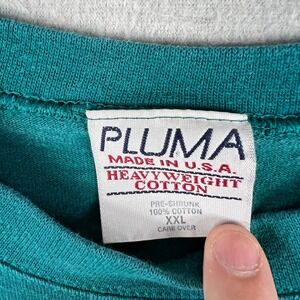 PLUMA
MADE IN U.S.A.
HEAVYWEIGHT
COTTON
PRE-SHRUNK
100% COTTON
XXL
CARE OVER